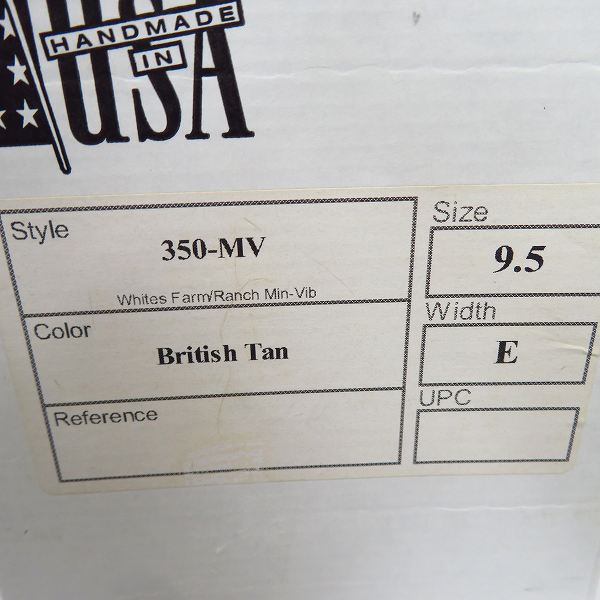 USA
HANDMADE
IN
Style
350-MV
Whites Farm/Ranch Min-Vib
Color
British Tan
Reference
Size
9.5
Width
E
UPC